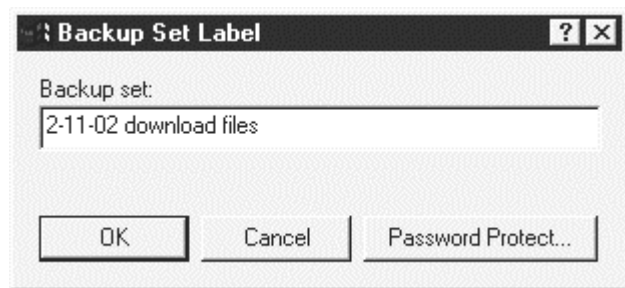 Backup Set Label
Backup set:
2-11-02 download files
OK Cancel Password Protect...